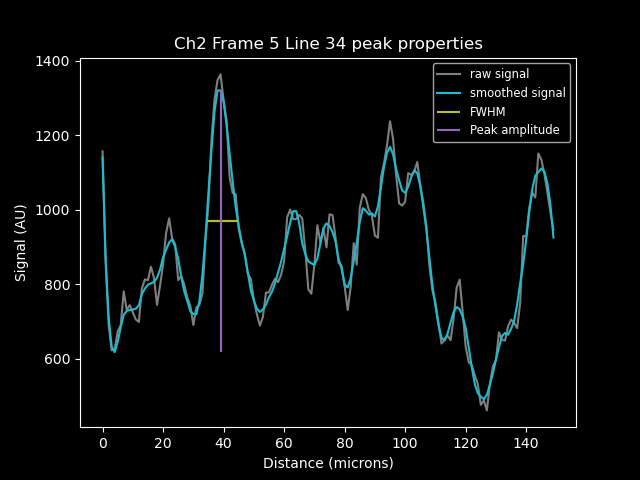 Ch2 Frame 5 Line 34 peak properties
raw signal
smoothed signal
FWHM
Peak amplitude
Signal (AU)
1400
1200
1000
800
600
0 20 40 60 80 100 120 140
Distance (microns)